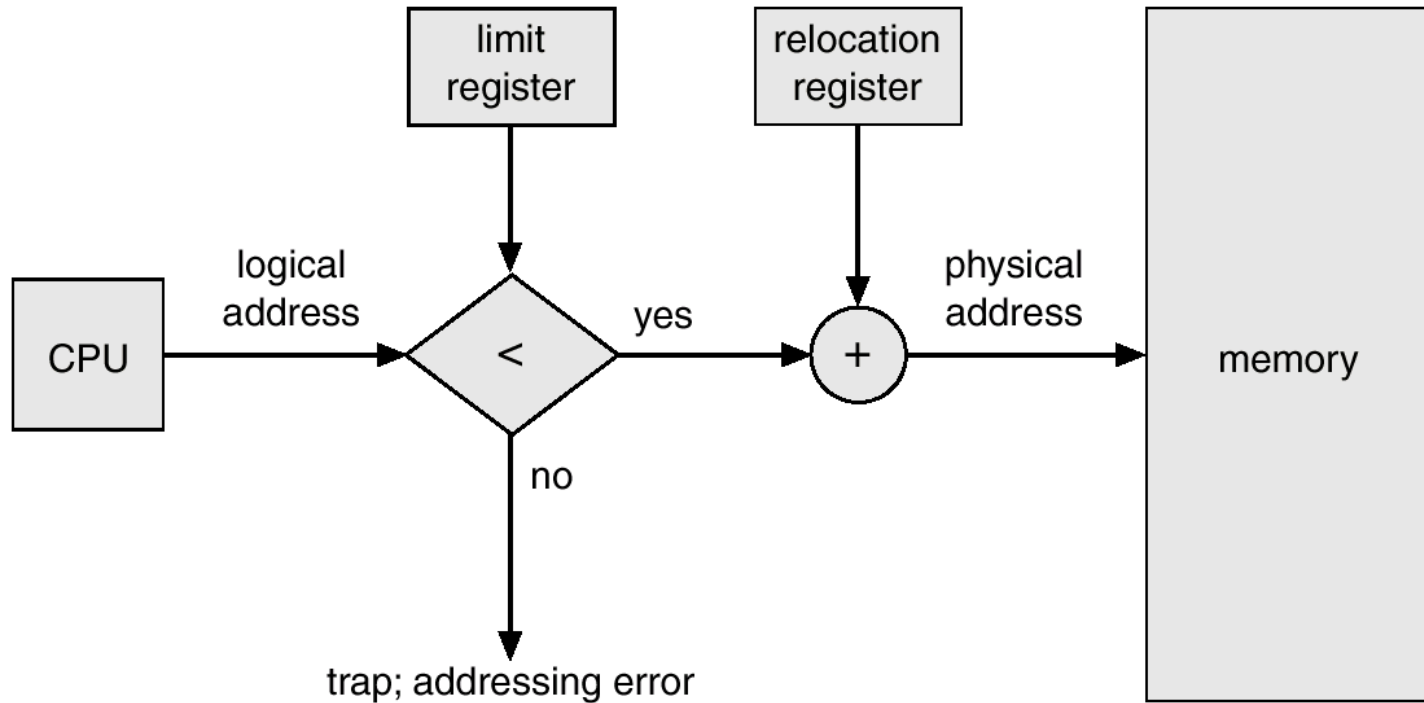 limit
register
relocation
register
logical
address
physical
address
yes
CPU
<
+
memory
no
trap; addressing error